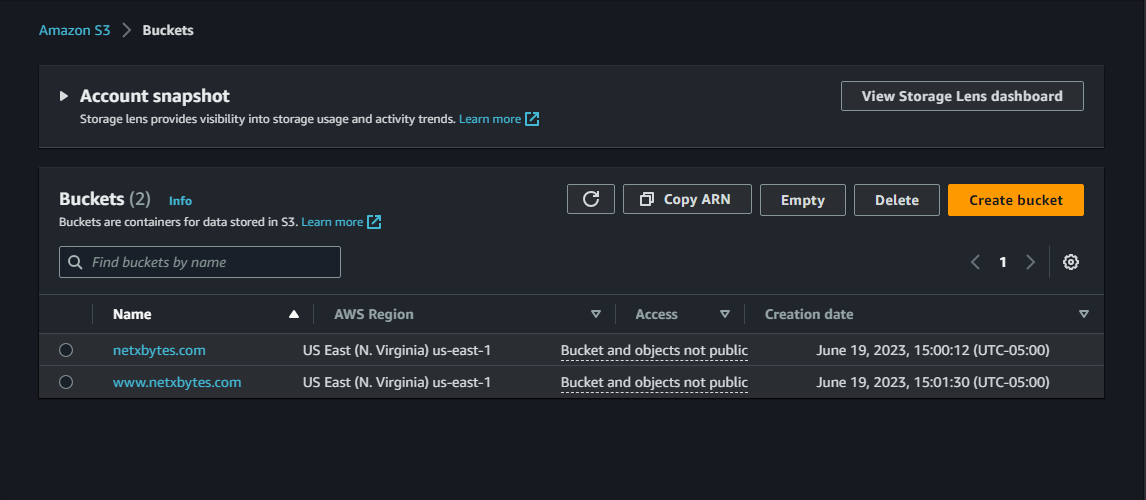 Amazon S3 > Buckets
Account snapshot
View Storage Lens dashboard
Storage lens provides visibility into storage usage and activity trends. Learn more
Buckets (2) Info
Copy ARN
Empty
Delete
Create bucket
Buckets are containers for data stored in S3. Learn more
Find buckets by name
1
Name AWS Region Access Creation date
netxbytes.com US East (N. Virginia) us-east-1 Bucket and objects not public June 19, 2023, 15:00:12 (UTC-05:00)
www.netxbytes.com US East (N. Virginia) us-east-1 Bucket and objects not public June 19, 2023, 15:01:30 (UTC-05:00)